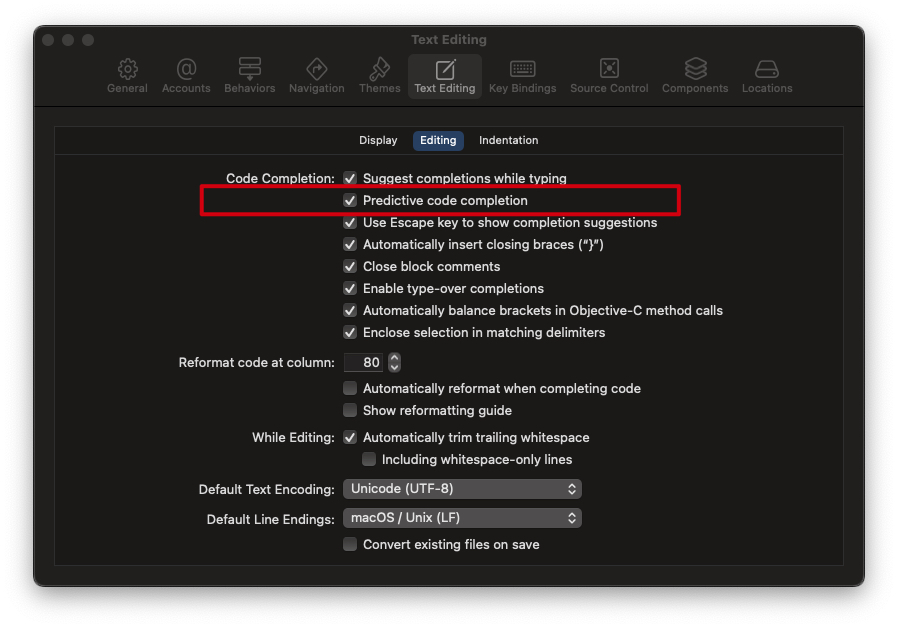 Text Editing
General Accounts Behaviors Navigation Themes Text Editing Key Bindings Source Control Components Locations
Display Editing Indentation
Code Completion: Suggest completions while typing
Predictive code completion
Use Escape key to show completion suggestions
Automatically insert closing braces (“}”)
Close block comments
Enable type-over completions
Automatically balance brackets in Objective-C method calls
Enclose selection in matching delimiters
Reformat code at column: 80
Automatically reformat when completing code
Show reformatting guide
While Editing: Automatically trim trailing whitespace
Including whitespace-only lines
Default Text Encoding: Unicode (UTF-8)
Default Line Endings: macOS / Unix (LF)
Convert existing files on save